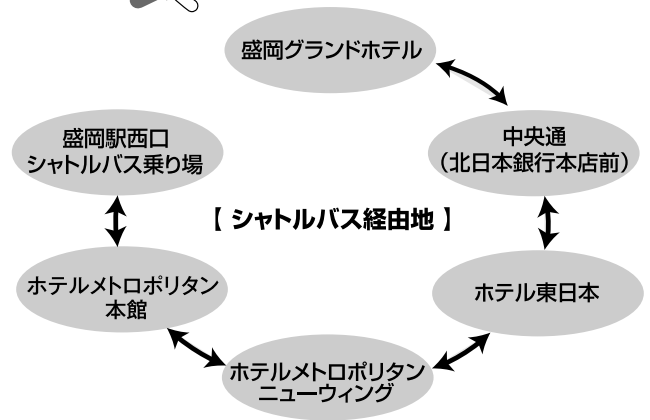 盛岡グランドホテル
盛岡駅西口
シャトルバス乗り場
中央通
（北日本銀行本店前）
【 シャトルバス経由地 】
ホテルメトロポリタン
本館
ホテル東日本
ホテルメトロポリタン
ニューウィング